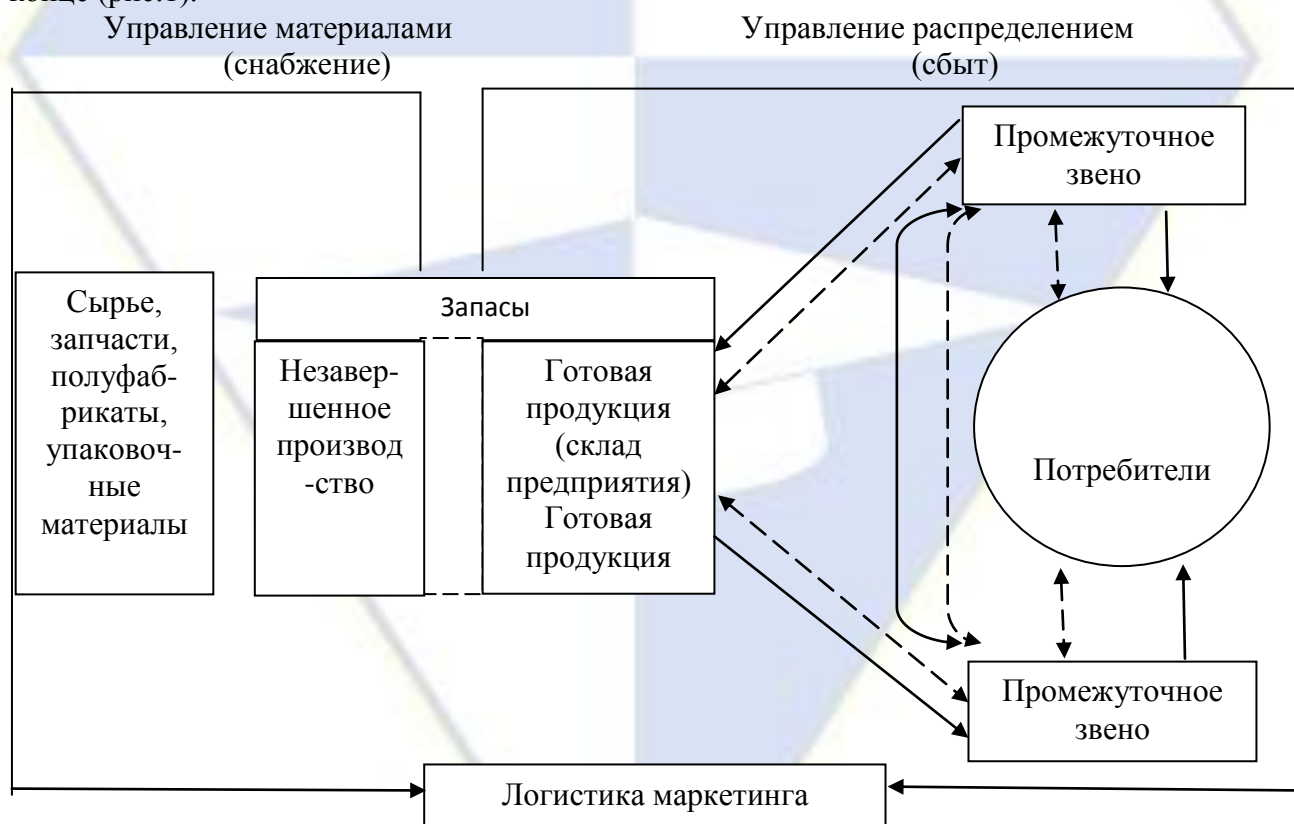 конце (рис.1).
Управление материалами
(снабжение)
Управление распределением
(сбыт)
Промежуточное
звено
Сырье,
запчасти,
полуфаб-
рикаты,
упаковоч-
ные
материалы
Запасы
Незавер-
шенное
производ
-ство
Готовая
продукция
(склад
предприятия)
Готовая
продукция
Потребители
Промежуточное
звено
Логистика маркетинга